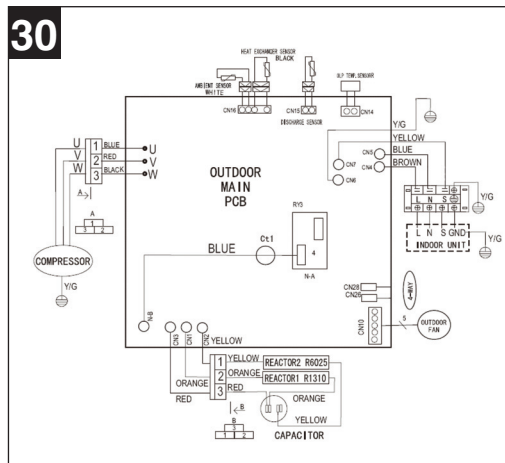 30
HEAT EXCHANGER SENSOR
BLACK
AMBIENT SENSOR
WHITE
OLP TEMP.SENSOR
CN16
CN15
CN14
DISCHARGE SENSOR
Y/G
YELLOW
BLUE
BROWN
CN5
CN4
CN7
CN6
U
V
W
1
2
3
BLUE
RED
BLACK
U
V
W
A
A
1
3 2
OUTDOOR
MAIN
PCB
RY3
4
N-A
BLUE
Ct1
L N S
Y/G
L N S GND
INDOOR UNIT
Y/G
COMPRESSOR
Y/G
N-B
CN3
CN1
CN2
YELLOW
CN10
4-WAY
5
OUTDOOR
FAN
1
2
3
YELLOW
REACTOR2 R6025
ORANGE
REACTOR1 R1310
RED
ORANGE
RED
ORANGE
YELLOW
B
B
3
1 2
CAPACITOR